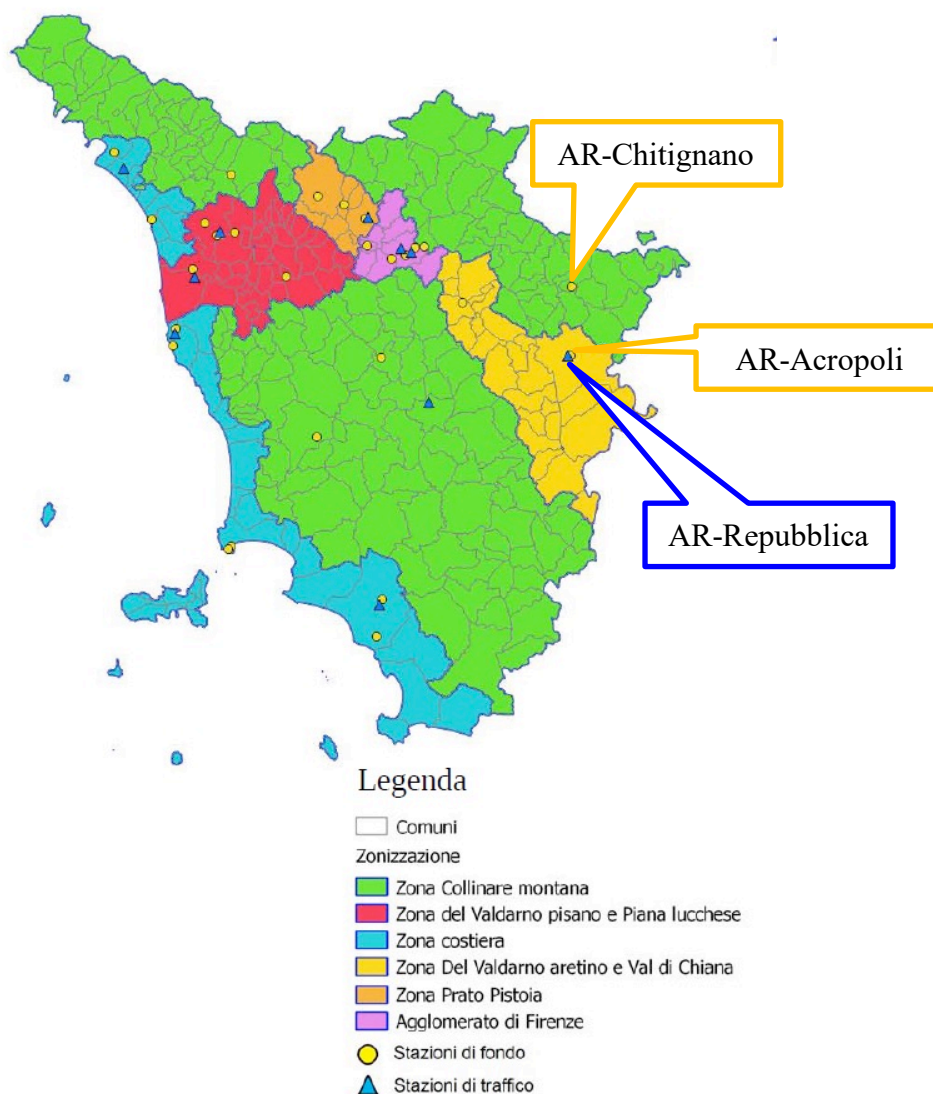 AR-Chitignano
AR-Acropoli
AR-Repubblica
Legenda
Comuni
Zonizzazione
Zona Collinare montana
Zona del Valdarno pisano e Piana lucchese
Zona costiera
Zona Del Valdarno aretino e Val di Chiana
Zona Prato Pistoia
Agglomerato di Firenze
Stazioni di fondo
Stazioni di traffico